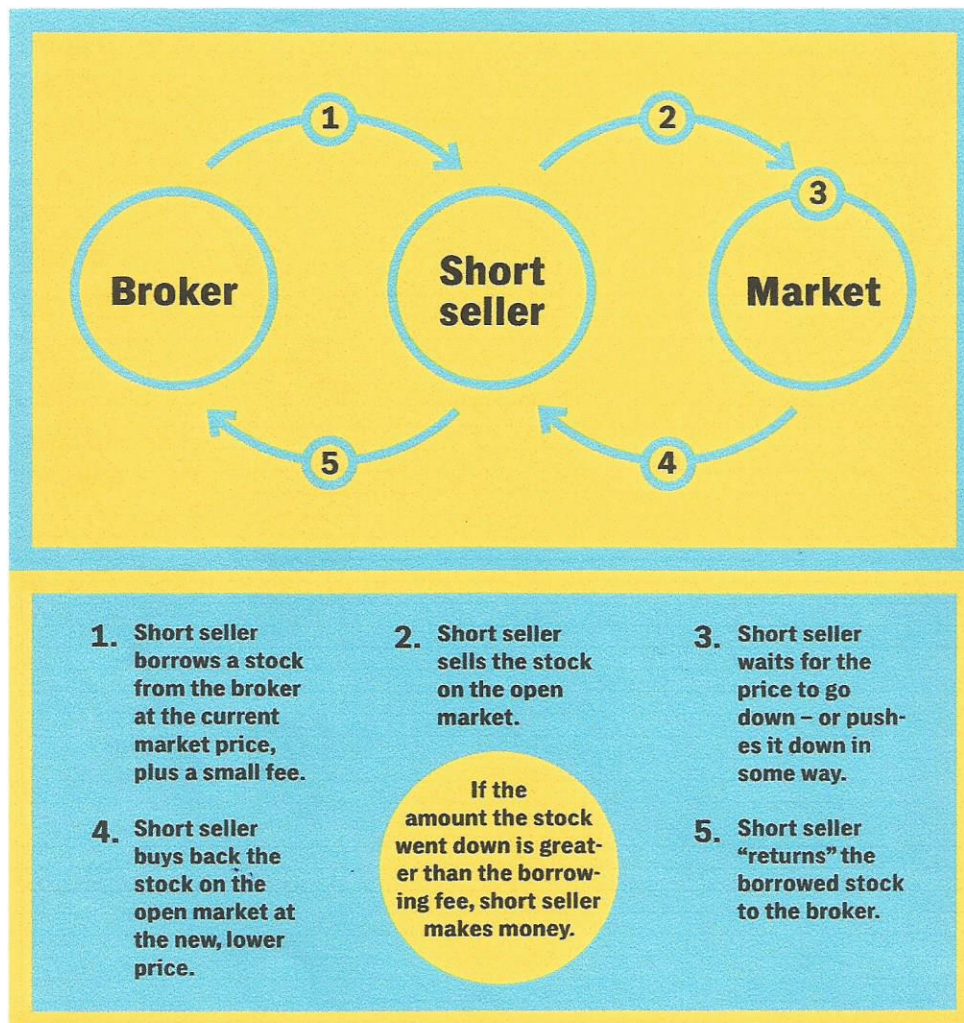 1
2
3
Broker
Short
seller
Market
5
4
1. Short seller
borrows a stock
from the broker
at the current
market price,
plus a small fee.
2. Short seller
sells the stock
on the open
market.
3. Short seller
waits for the
price to go
down – or push-
es it down in
some way.
4. Short seller
buys back the
stock on the
open market at
the new, lower
price.
If the
amount the stock
went down is great-
er than the borrow-
ing fee, short seller
makes money.
5. Short seller
“returns” the
borrowed stock
to the broker.